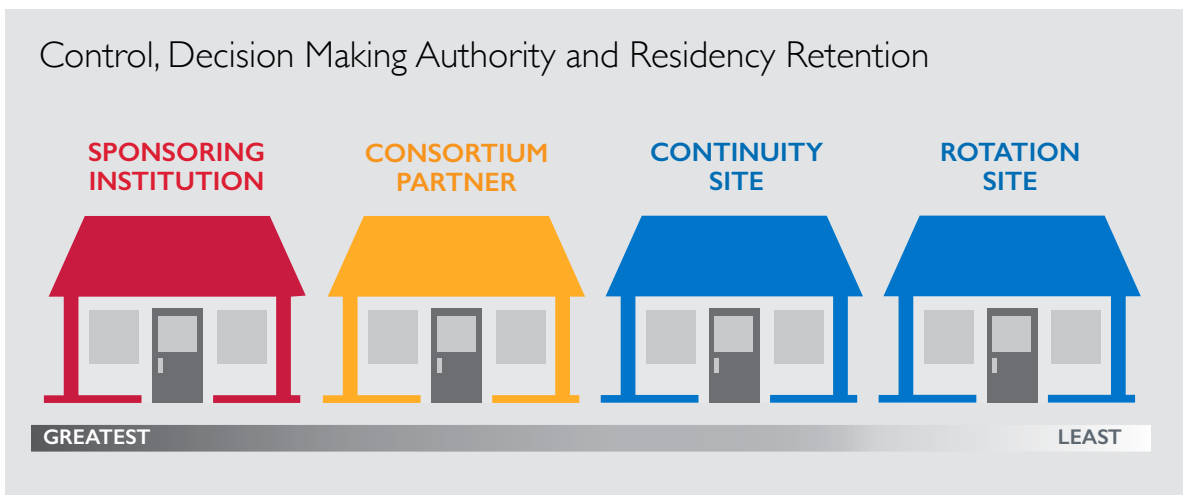 Control, Decision Making Authority and Residency Retention
SPONSORING
INSTITUTION
CONSORTIUM
PARTNER
CONTINUITY
SITE
ROTATION
SITE
GREATEST
LEAST